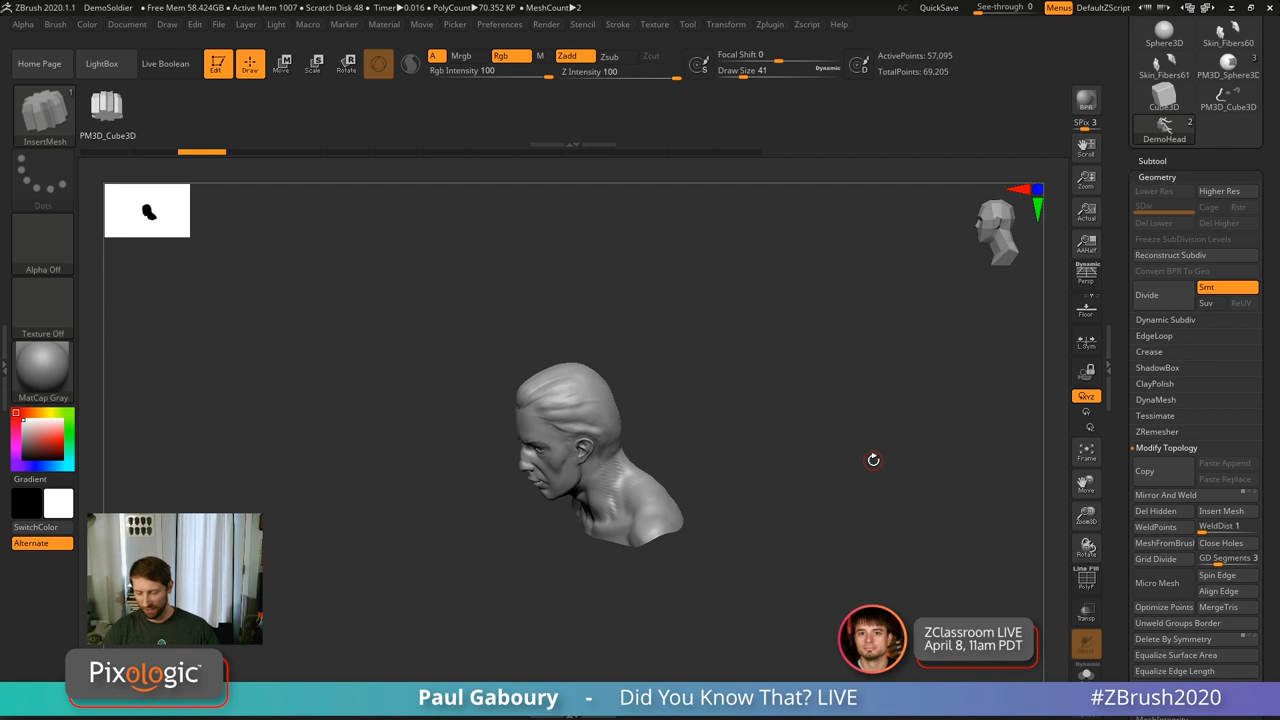 ZBrush 2020.1.1 DemoSoldier • Free Mem 58.424GB • Active Mem 1007 • Scratch Disk 48 • Timer▶0.016 • PolyCount▶70.352 KP • MeshCount▶2
AC QuickSave See-through 0 Menus DefaultZScript
Alpha Brush Color Document Draw Edit File Layer Light Macro Marker Material Movie Picker Preferences Render Stencil Stroke Texture Tool Transform Zplugin Zscript Help
Home Page LightBox Live Boolean Edit Draw Move Scale Rotate
A Mrgb Rgb M Zadd Zsub Zcut
Rgb Intensity 100 Z Intensity 100
S Focal Shift 0
Draw Size 41 Dynamic
D ActivePoints: 57,095
TotalPoints: 69,205
1
InsertMesh
PM3D_Cube3D
Dots
Alpha Off
Texture Off
MatCap Gray
Gradient
SwitchColor
Alternate
BPR
SPix 3
Scroll
Zoom
Actual
AAHalf
Dynamic
Persp
Floor
L.Sym
XYZ
Frame
Move
Zoom3D
Rotate
Line Fill
PolyF
Transp
Dynamic
Sphere3D Skin_Fibers60
3
Skin_Fibers61 PM3D_Sphere3D
Cube3D PM3D_Cube3D
2
DemoHead
Subtool
Geometry
Lower Res Higher Res
SDiv Cage Rstr
Del Lower Del Higher
Freeze SubDivision Levels
Reconstruct Subdiv
Convert BPR To Geo
Divide Smt
Suv ReUV
Dynamic Subdiv
EdgeLoop
Crease
ShadowBox
ClayPolish
DynaMesh
Tessimate
ZRemesher
Modify Topology
Copy Paste Append
Paste Replace
Mirror And Weld
Del Hidden Insert Mesh
WeldPoints WeldDist 1
MeshFromBrus Close Holes
Grid Divide GD Segments 3
Micro Mesh Spin Edge
Align Edge
Optimize Points MergeTris
Unweld Groups Border
Delete By Symmetry
Equalize Surface Area
Equalize Edge Length
ZClassroom LIVE
April 8, 11am PDT
Pixologic™
Paul Gaboury - Did You Know That? LIVE #ZBrush2020